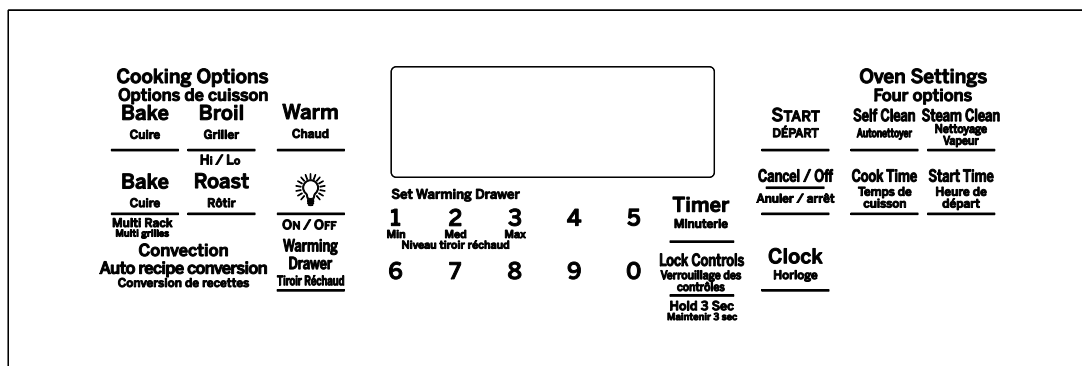 Cooking Options
Options de cuisson
Bake
Cuire
Broil
Griller
Hi / Lo
Warm
Chaud
Bake
Cuire
Multi Rack
Multi grilles
Roast
Rôtir
ON / OFF
Convection
Auto recipe conversion
Conversion de recettes
Warming
Drawer
Tiroir Réchaud
Set Warming Drawer
1 2 3 4 5
Min Med Max
Niveau tiroir réchaud
6 7 8 9 0
Timer
Minuterie
Lock Controls
Verrouillage des
contrôles
Hold 3 Sec
Maintenir 3 sec
START
DÉPART
Cancel / Off
Anuler / arrêt
Clock
Horloge
Oven Settings
Four options
Self Clean
Autonettoyer
Steam Clean
Nettoyage
Vapeur
Cook Time
Temps de
cuisson
Start Time
Heure de
départ